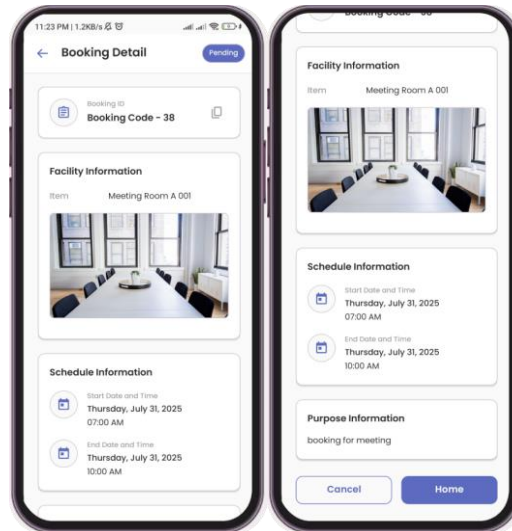 11:23 PM | 1.2KB/s
Booking Detail
Pending
Booking ID
Booking Code - 38
Facility Information
Item Meeting Room A 001
Schedule Information
Start Date and Time
Thursday, July 31, 2025
07:00 AM
End Date and Time
Thursday, July 31, 2025
10:00 AM
Booking Code - 38
Facility Information
Item Meeting Room A 001
Schedule Information
Start Date and Time
Thursday, July 31, 2025
07:00 AM
End Date and Time
Thursday, July 31, 2025
10:00 AM
Purpose Information
booking for meeting
Cancel
Home